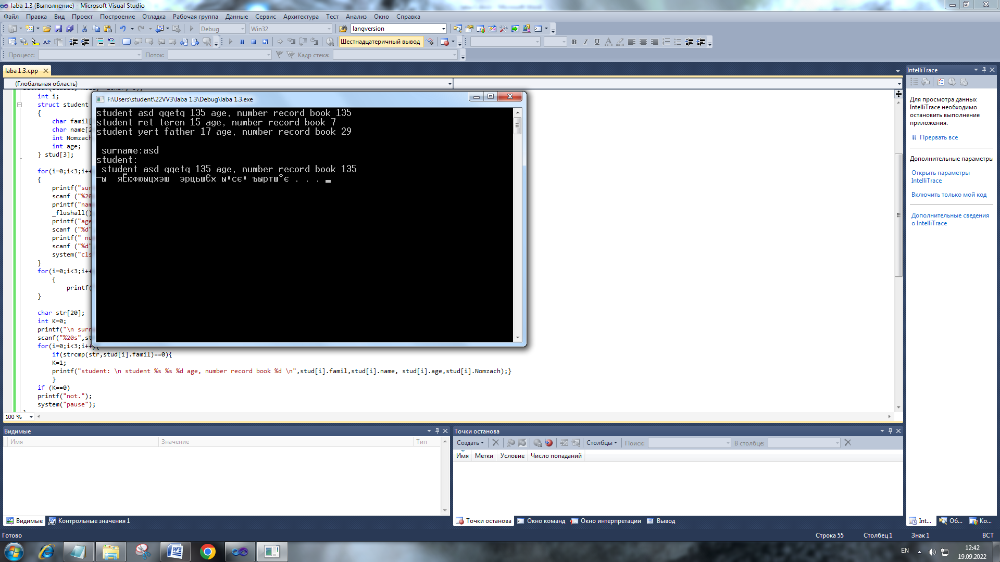 laba 1.3 (Выполнение) - Microsoft Visual Studio
Файл Правка Вид Проект Построение Отладка Рабочая группа Данные Сервис Архитектура Тест Анализ Окно Справка
Debug Win32 langversion
Шестнадцатеричный вывод
Процесс: Поток: Кадр стека:
laba 1.3.cpp
(Глобальная область)
int i;
struct student
{
char famil[
char name[2
int Nomzach
int age;
} stud[3];
for(i=0;i<3;i++
{
printf("sur
scanf ("%20
printf("nam
_flushall()
printf("age
scanf ("%d"
printf(" nu
scanf ("%d"
system("cls
}
for(i=0;i<3;i++
{
printf(
}
char str[20];
int K=0;
printf("\n surn
scanf("%20s",st
for(i=0;i<3;i++){
if(strcmp(str,stud[i].famil)==0){
K=1;
printf("student: \n student %s %s %d age, number record book %d \n",stud[i].famil,stud[i].name, stud[i].age,stud[i].Nomzach);}
}
if (K==0)
printf("not.");
system("pause");
100 %
F:\Users\student\22VV3\laba 1.3\Debug\laba 1.3.exe
student asd qqetq 135 age, number record book 135
student ret teren 15 age, number record book 7
student yert father 17 age, number record book 29
surname:asd
student:
student asd qqetq 135 age, number record book 135
. . .
IntelliTrace
Для просмотра данных
IntelliTrace необходимо
остановить выполнение
приложения.
Прервать все
Дополнительные параметры
Открыть параметры
IntelliTrace
Включить только мой код
Дополнительные сведения
о IntelliTrace
Видимые
Имя Значение Тип
Видимые Контрольные значения 1
Точки останова
Создать Столбцы Поиск: В столбце:
Имя Метки Условие Число попаданий
Точки останова Окно команд Окно интерпретации Вывод
Int... Об... Ко...
Готово Строка 55 Столбец 1 Знак 1 ВСТ
EN 12:42
19.09.2022